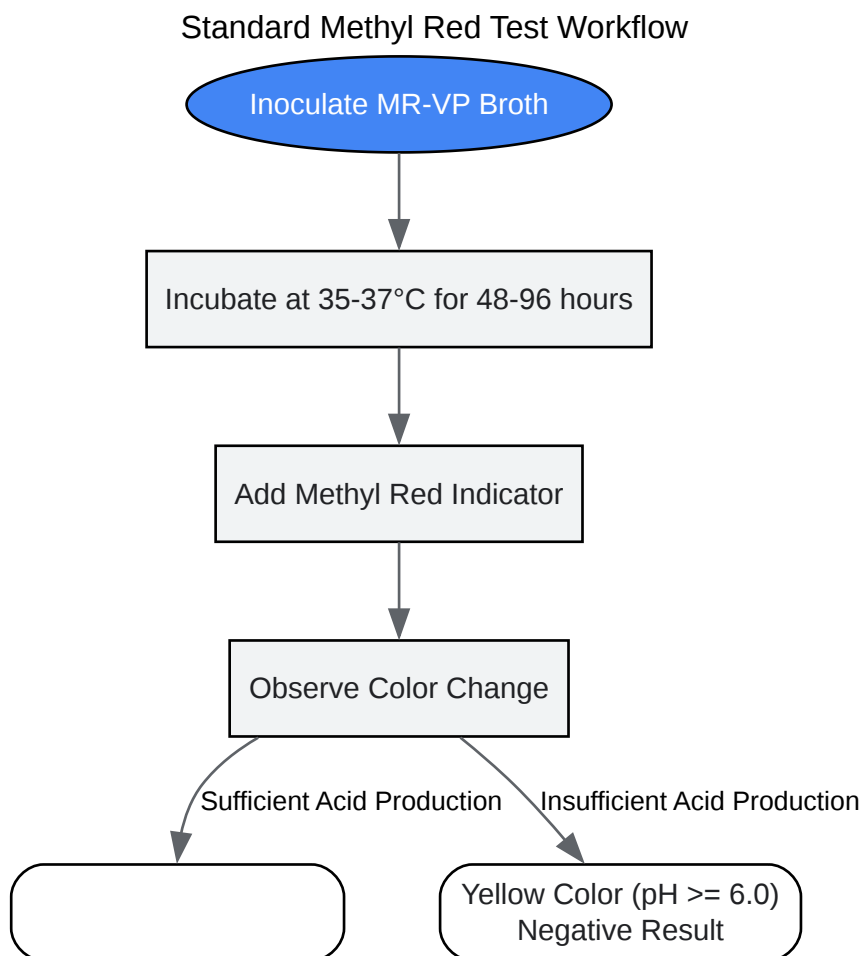 Standard Methyl Red Test Workflow
Inoculate MR-VP Broth
Incubate at 35-37°C for 48-96 hours
Add Methyl Red Indicator
Observe Color Change
Sufficient Acid Production
Insufficient Acid Production
Yellow Color (pH >= 6.0)
Negative Result